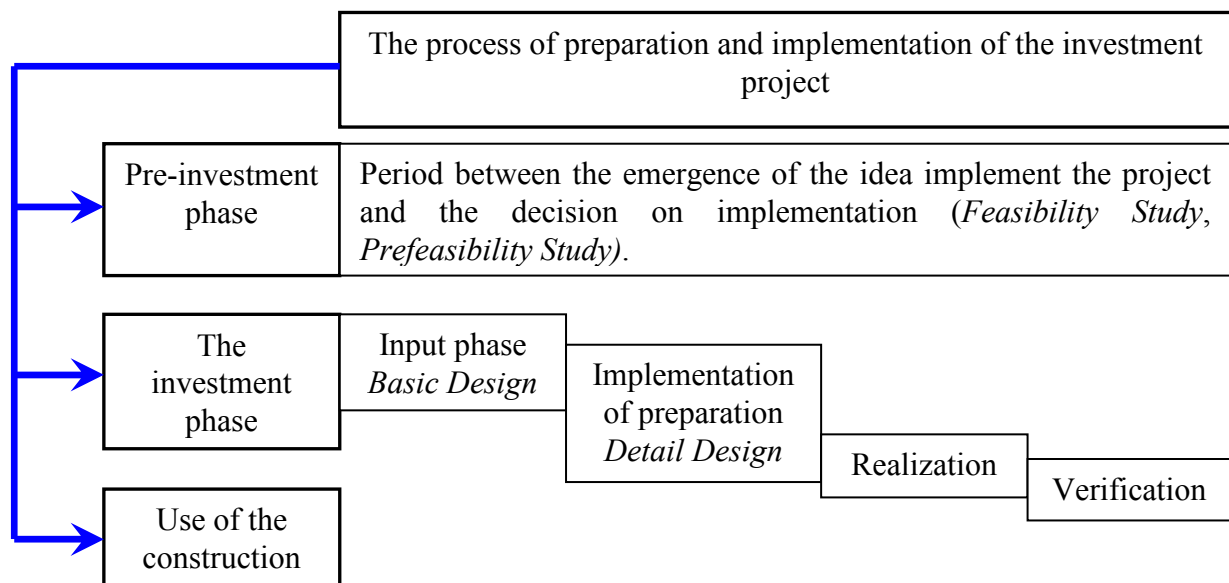 The process of preparation and implementation of the investment
project
Pre-investment
phase
Period between the emergence of the idea implement the project
and the decision on implementation (Feasibility Study,
Prefeasibility Study).
The
investment
phase
Input phase
Basic Design
Implementation
of preparation
Detail Design
Realization
Verification
Use of the
construction